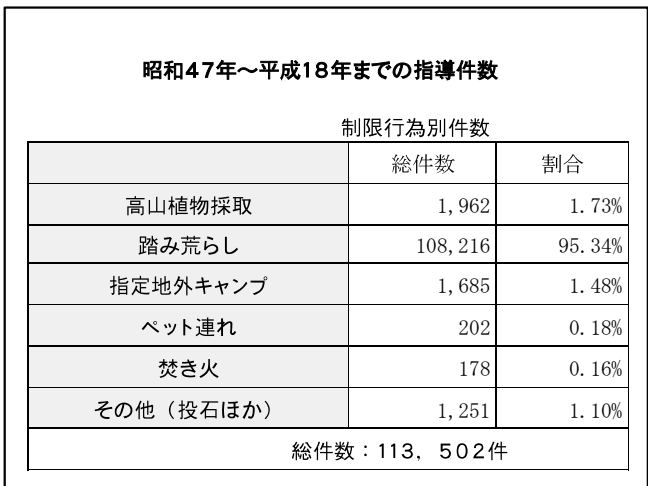 昭和47年～平成18年までの指導件数
制限行為別件数
総件数 割合
高山植物採取 1,962 1.73%
踏み荒らし 108,216 95.34%
指定地外キャンプ 1,685 1.48%
ペット連れ 202 0.18%
焚き火 178 0.16%
その他（投石ほか） 1,251 1.10%
総件数：113，502件